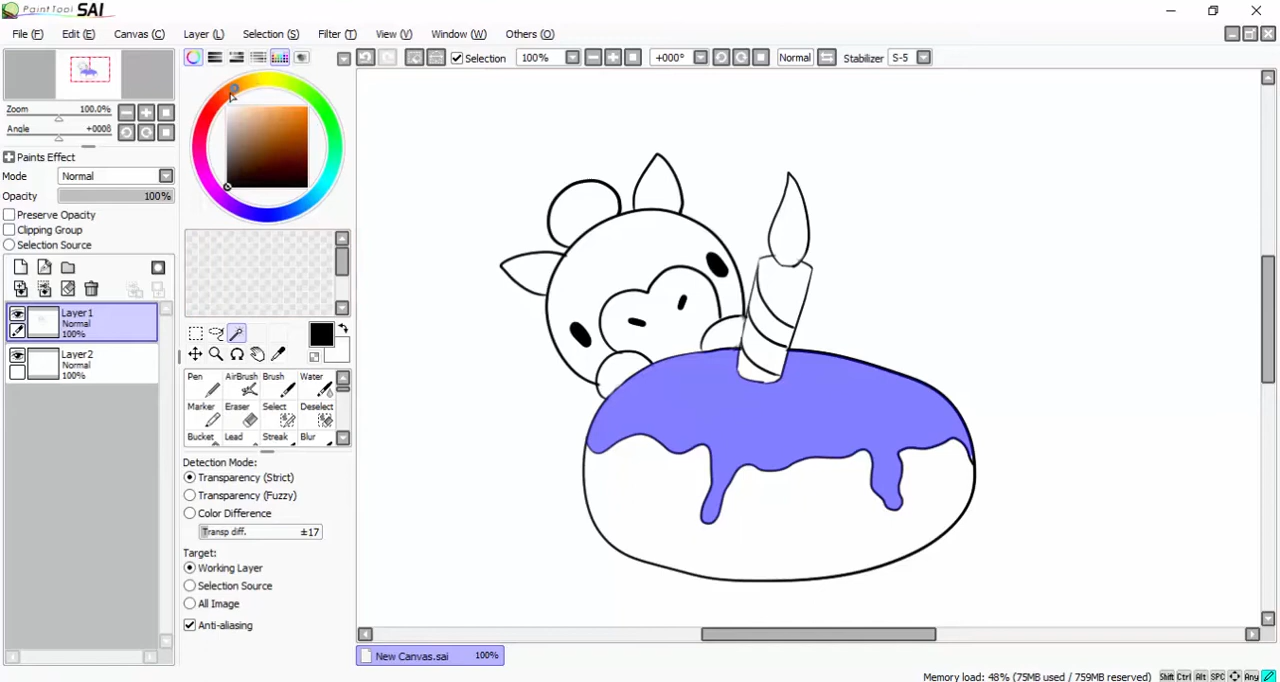 PaintTool SAI
File (F) Edit (E) Canvas (C) Layer (L) Selection (S) Filter (T) View (V) Window (W) Others (O)
Selection 100% +000° Normal Stabilizer S-5
Zoom 100.0%
Angle +000θ
Paints Effect
Mode Normal
Opacity 100%
Preserve Opacity
Clipping Group
Selection Source
Layer1
Normal
100%
Layer2
Normal
100%
Pen AirBrush Brush Water
Marker Eraser Select Deselect
Bucket Lead Streak Blur
Detection Mode:
Transparency (Strict)
Transparency (Fuzzy)
Color Difference
Transp diff. ±17
Target:
Working Layer
Selection Source
All Image
Anti-aliasing
New Canvas.sai 100%
Memory load: 48% (75MB used / 759MB reserved) Shift Ctrl Alt SPC Any